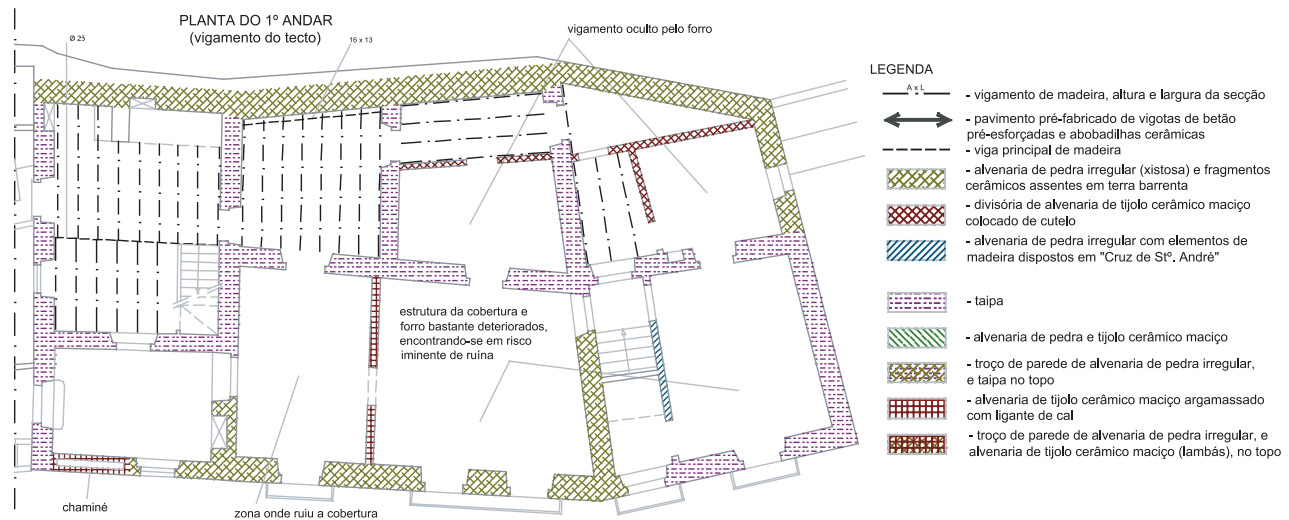 PLANTA DO 1º ANDAR
(vigamento do tecto)
Ø 25
16 x 13
vigamento oculto pelo forro
estrutura da cobertura e
forro bastante deteriorados,
encontrando-se em risco
iminente de ruína
chaminé
zona onde ruiu a cobertura
LEGENDA
A x L
- vigamento de madeira, altura e largura da secção
- pavimento pré-fabricado de vigotas de betão
pré-esforçadas e abobadilhas cerâmicas
- viga principal de madeira
- alvenaria de pedra irregular (xistosa) e fragmentos
cerâmicos assentes em terra barrenta
- divisória de alvenaria de tijolo cerâmico maciço
colocado de cutelo
- alvenaria de pedra irregular com elementos de
madeira dispostos em "Cruz de Stº. André"
- taipa
- alvenaria de pedra e tijolo cerâmico maciço
- troço de parede de alvenaria de pedra irregular,
e taipa no topo
- alvenaria de tijolo cerâmico maciço argamassado
com ligante de cal
- troço de parede de alvenaria de pedra irregular, e
alvenaria de tijolo cerâmico maciço (lambás), no topo